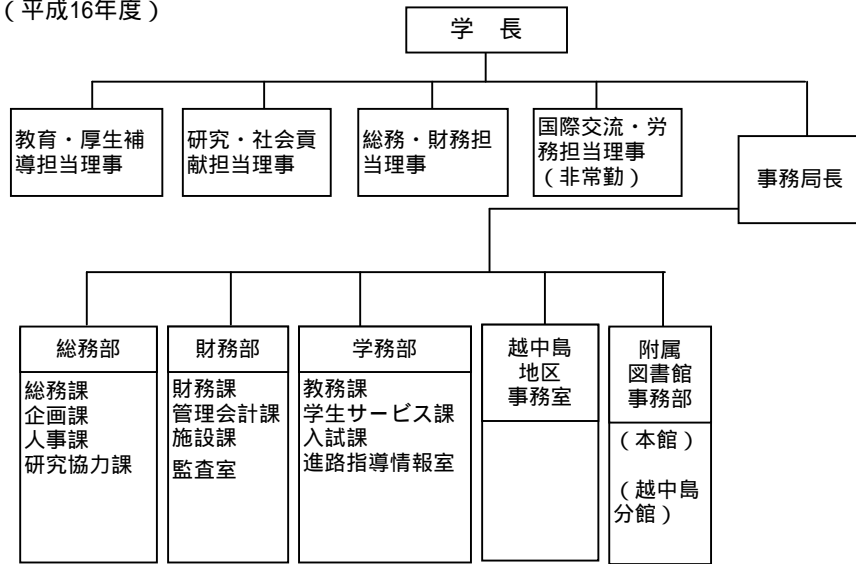 （平成16年度）
学　長
教育・厚生補
導担当理事
研究・社会貢
献担当理事
総務・財務担
当理事
国際交流・労
務担当理事
（非常勤）
事務局長
総務部
総務課
企画課
人事課
研究協力課
財務部
財務課
管理会計課
施設課
監査室
学務部
教務課
学生サービス課
入試課
進路指導情報室
越中島
地区
事務室
附属
図書館
事務部
（本館）
（越中島
分館）